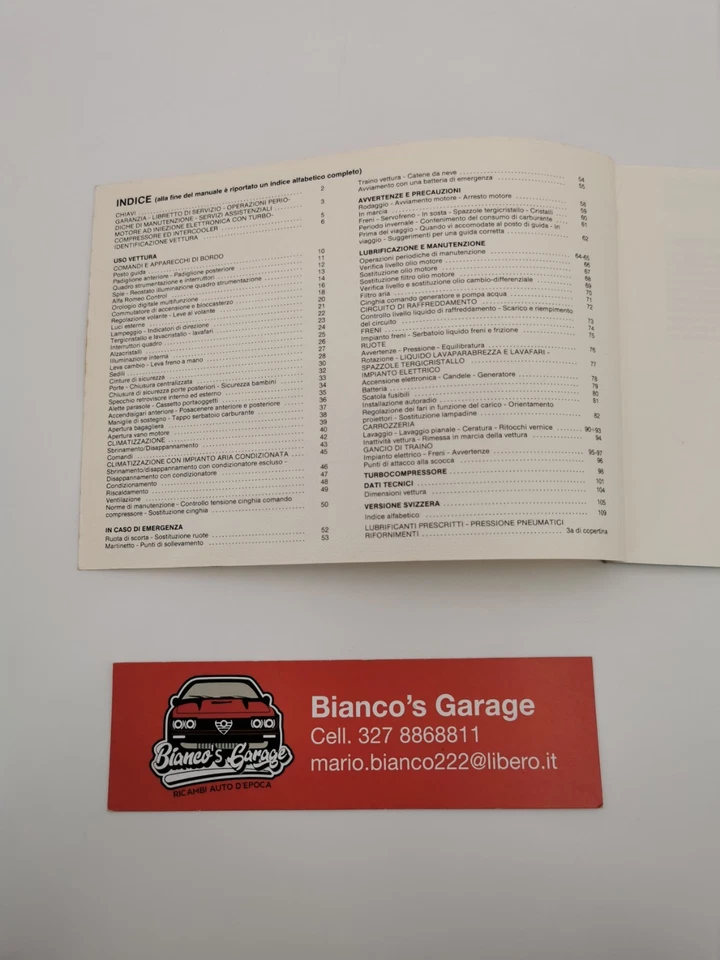 INDICE (alla fine del manuale è riportato un indice alfabetico completo)
CHIAVI 2
GARANZIA - LIBRETTO DI SERVIZIO - OPERAZIONI PERIO-
DICHE DI MANUTENZIONE - SERVIZI ASSISTENZIALI 3
MOTORE AD INIEZIONE ELETTRONICA CON TURBO-
COMPRESSORE ED INTERCOOLER 5
IDENTIFICAZIONE VETTURA 6
USO VETTURA
COMANDI E APPARECCHI DI BORDO 10
Posto guida 11
Padiglione anteriore - Padiglione posteriore 12
Quadro strumentazione e interruttori 13
Spie - Reostato illuminazione quadro strumentazione 14
Alfa Romeo Control 16
Orologio digitale multifunzione 18
Commutatore di accensione e bloccasterzo 20
Regolazione volante - Leve al volante 21
Luci esterne 22
Lampeggio - Indicatori di direzione 23
Tergicristallo e lavacristallo - lavafari 24
Interruttori quadro 25
Alzacristalli 26
Illuminazione interna 27
Leva cambio - Leva freno a mano 28
Sedili 30
Cinture di sicurezza 32
Porte - Chiusura centralizzata 33
Chiusura di sicurezza porte posteriori - Sicurezza bambini 34
Specchio retrovisore interno ed esterno 35
Alette parasole - Cassetto portaoggetti 36
Accendisigari anteriore - Posacenere anteriore e posteriore 37
Maniglie di sostegno - Tappo serbatoio carburante 38
Apertura bagagliera 39
Apertura vano motore 40
CLIMATIZZAZIONE 42
Sbrinamento/Disappannamento 43
Comandi 45
CLIMATIZZAZIONE CON IMPIANTO ARIA CONDIZIONATA
Sbrinamento/disappannamento con condizionatore escluso -
Disappannamento con condizionatore 46
Condizionamento 47
Riscaldamento 48
Ventilazione 49
Norme di manutenzione - Controllo tensione cinghia comando
compressore - Sostituzione cinghia 50
IN CASO DI EMERGENZA
Ruota di scorta - Sostituzione ruote 52
Martinetto - Punti di sollevamento 53
Traino vettura - Catene da neve 54
Avviamento con una batteria di emergenza 55
AVVERTENZE E PRECAUZIONI
Rodaggio - Avviamento motore - Arresto motore 58
In marcia 59
Freni - Servofreno - In sosta - Spazzole tergicristallo - Cristalli 60
Periodo invernale - Contenimento del consumo di carburante 61
Prima del viaggio - Quando vi accomodate al posto di guida - In
viaggio - Suggerimenti per una guida corretta 62
LUBRIFICAZIONE E MANUTENZIONE
Operazioni periodiche di manutenzione 64-65
Verifica livello olio motore 66
Sostituzione olio motore 67
Sostituzione filtro olio motore 68
Verifica livello e sostituzione olio cambio-differenziale 69
Filtro aria 70
Cinghia comando generatore e pompa acqua 71
CIRCUITO DI RAFFREDDAMENTO 72
Controllo livello liquido di raffreddamento - Scarico e riempimento
del circuito 73
FRENI 74
Impianto freni - Serbatoio liquido freni e frizione 75
RUOTE
Avvertenze - Pressione - Equilibratura 76
Rotazione - LIQUIDO LAVAPARABREZZA E LAVAFARI -
SPAZZOLE TERGICRISTALLO 77
IMPIANTO ELETTRICO
Accensione elettronica - Candele - Generatore 78
Batteria 79
Scatola fusibili 80
Installazione autoradio 81
Regolazione dei fari in funzione del carico - Orientamento
proiettori - Sostituzione lampadine 82
CARROZZERIA
Lavaggio - Lavaggio pianale - Ceratura - Ritocchi vernice 90÷93
Inattività vettura - Rimessa in marcia della vettura 94
GANCIO DI TRAINO
Impianto elettrico - Freni - Avvertenze 95-97
Punti di attacco alla scocca 96
TURBOCOMPRESSORE 98
DATI TECNICI 101
Dimensioni vettura 104
VERSIONE SVIZZERA 105
Indice alfabetico 109
LUBRIFICANTI PRESCRITTI - PRESSIONE PNEUMATICI
RIFORNIMENTI 3a di copertina
Bianco's Garage
RICAMBI AUTO D'EPOCA
Bianco's Garage
Cell. 327 8868811
mario.bianco222@libero.it